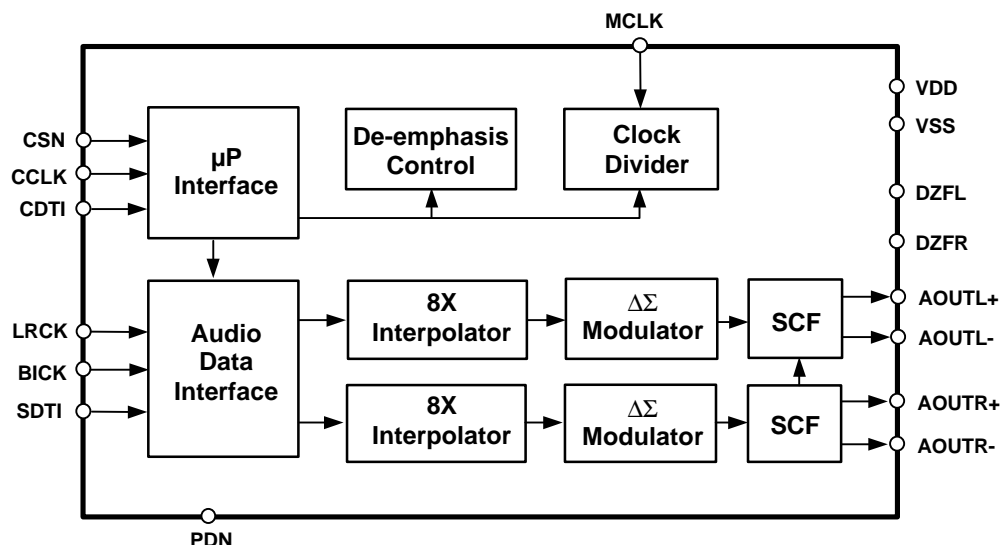 MCLK
VDD
VSS
DZFL
DZFR
CSN
CCLK
CDTI
µP
Interface
De-emphasis
Control
Clock
Divider
LRCK
BICK
SDTI
Audio
Data
Interface
8X
Interpolator
ΔΣ
Modulator
SCF
AOUTL+
AOUTL-
8X
Interpolator
ΔΣ
Modulator
SCF
AOUTR+
AOUTR-
PDN